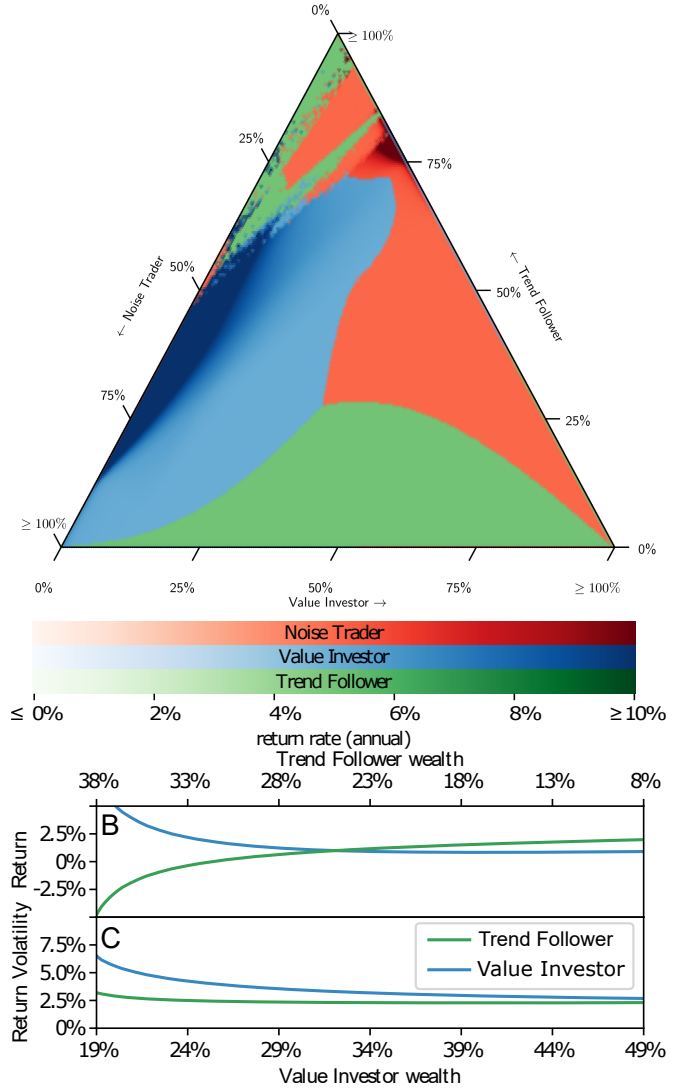 0%
≥ 100%
25%
75%
← Noise Trader
← Trend Follower
50%
50%
75%
25%
≥ 100%
0%
0% 25% 50% 75% ≥ 100%
Value Investor →
Noise Trader
Value Investor
Trend Follower
≤ 0% 2% 4% 6% 8% ≥10%
return rate (annual)
Trend Follower wealth
38% 33% 28% 23% 18% 13% 8%
B
Return
2.5%
0%
-2.5%
C
Return Volatility
7.5%
5.0%
2.5%
0%
Trend Follower
Value Investor
19% 24% 29% 34% 39% 44% 49%
Value Investor wealth